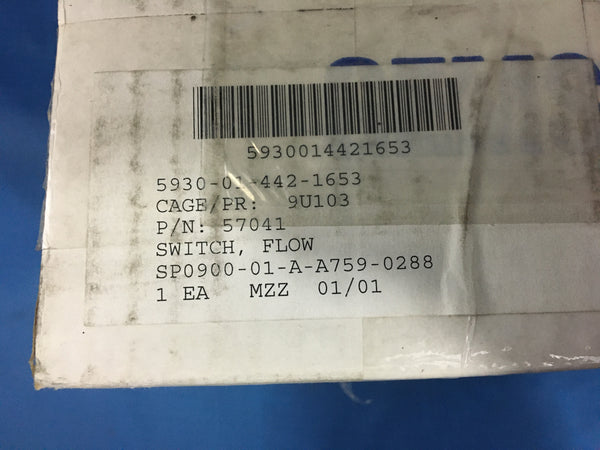 5930014421653
5930-01-442-1653
CAGE/PR: 9U103
P/N: 57041
SWITCH, FLOW
SP0900-01-A-A759-0288
1 EA MZZ 01/01